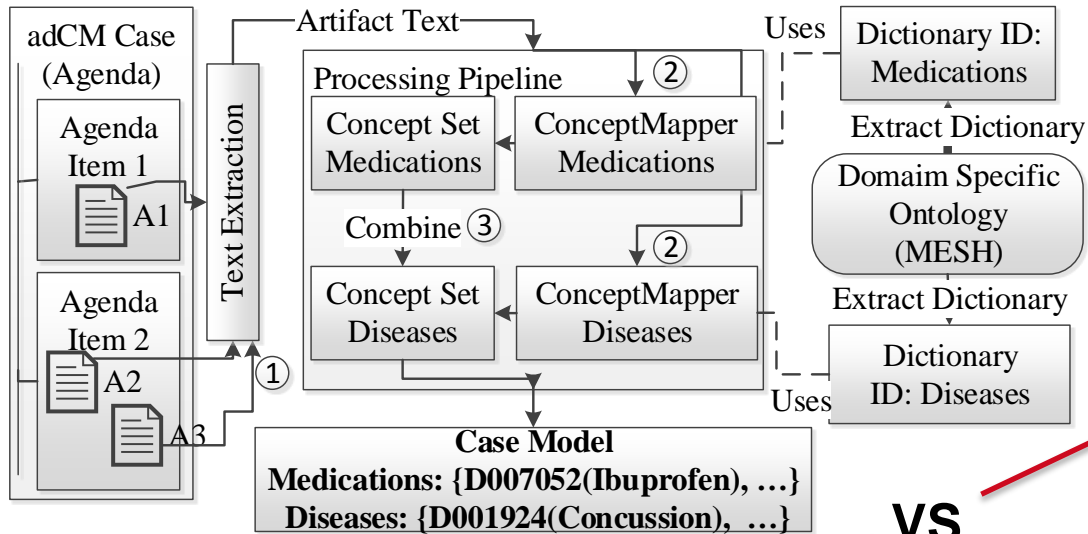 adCM Case
(Agenda)
Agenda
Item 1
A1
Agenda
Item 2
A2
A3
Text Extraction
①
Artifact Text
Processing Pipeline
②
Concept Set
Medications
ConceptMapper
Medications
Combine ③
②
Concept Set
Diseases
ConceptMapper
Diseases
Uses
Dictionary ID:
Medications
Extract Dictionary
Domaim Specific
Ontology
(MESH)
Extract Dictionary
Dictionary
ID: Diseases
Uses
Case Model
Medications: {D007052(Ibuprofen), …}
Diseases: {D001924(Concussion), …}
vs